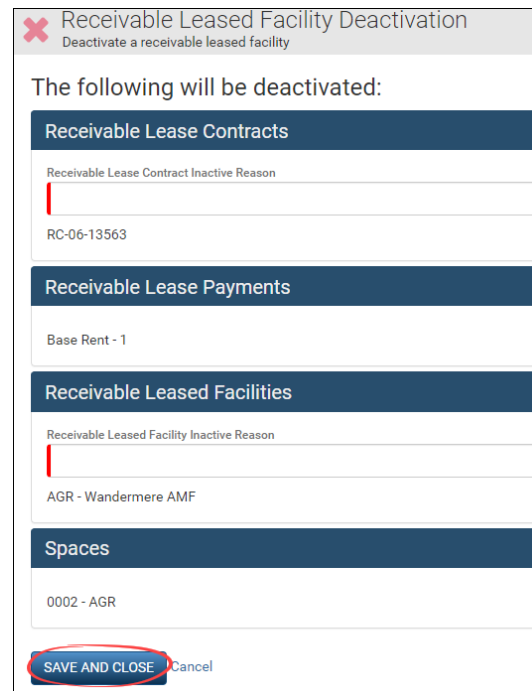 Receivable Leased Facility Deactivation
Deactivate a receivable leased facility
The following will be deactivated:
Receivable Lease Contracts
Receivable Lease Contract Inactive Reason
RC-06-13563
Receivable Lease Payments
Base Rent - 1
Receivable Leased Facilities
Receivable Leased Facility Inactive Reason
AGR - Wandermere AMF
Spaces
0002 - AGR
SAVE AND CLOSE Cancel